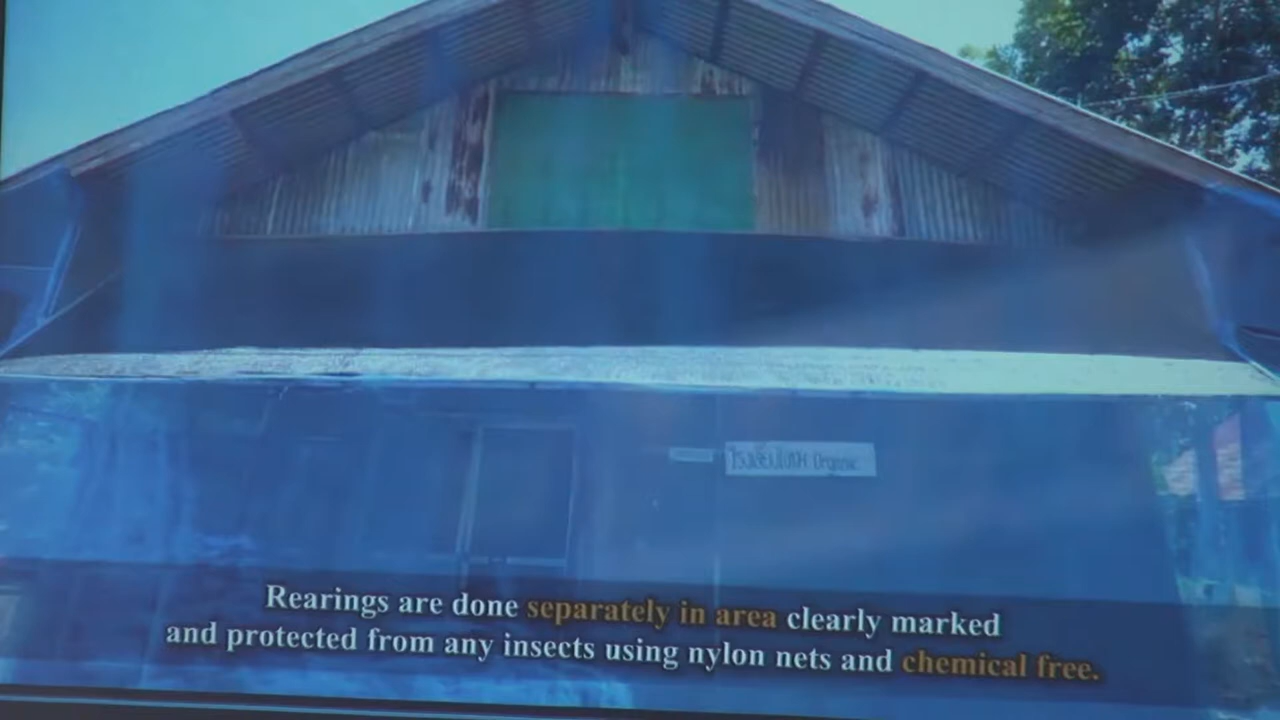 Organic
Rearings are done separately in area clearly marked
and protected from any insects using nylon nets and chemical free.